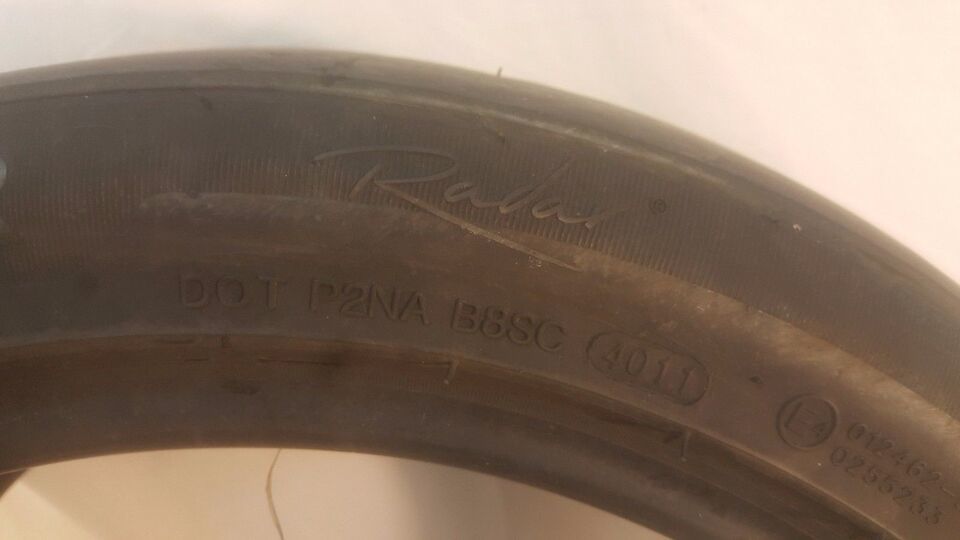 Radar®
DOT P2NA B8SC 4011
E4 012462-
0255233